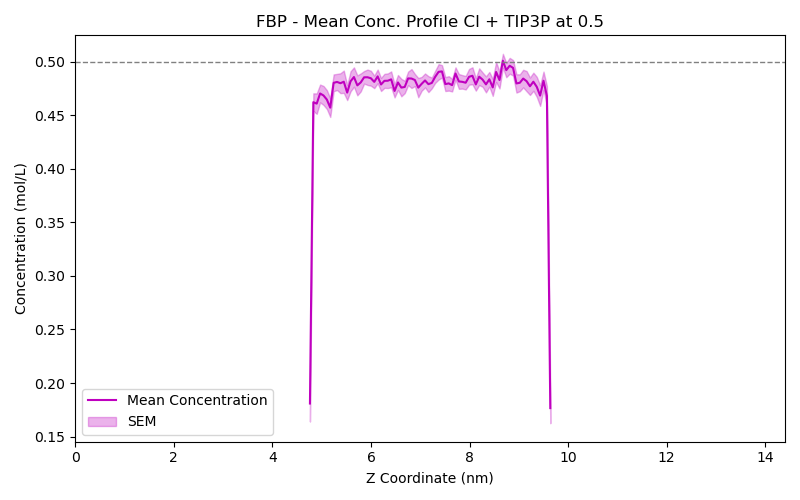 FBP - Mean Conc. Profile Cl + TIP3P at 0.5
Concentration (mol/L)
0.50
0.45
0.40
0.35
0.30
0.25
0.20
0.15
Mean Concentration
SEM
0 2 4 6 8 10 12 14
Z Coordinate (nm)